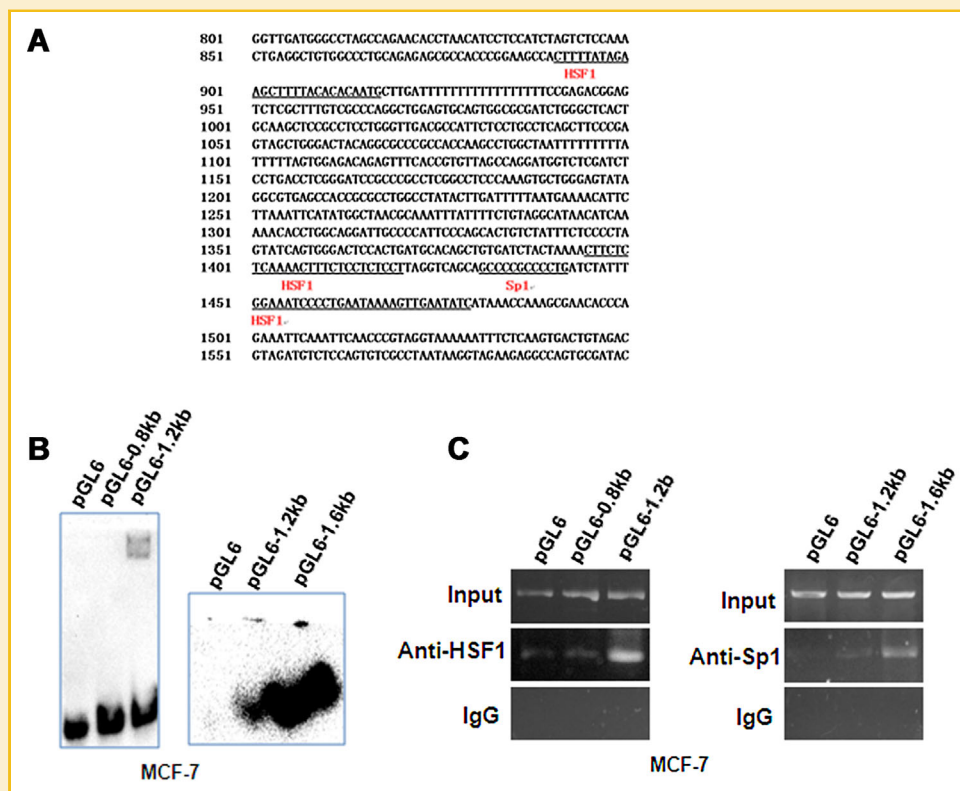 A
801 GGTTGATGGGCCTAGCCAGAACACCTAACATCCTCCATCTAGTCTCCAAA
851 CTGAGGCTGTGGCCCTGCAGAGAGCGCCACCCGGAAGCCACTTTTATAGA
HSF1
901 AGCTTTTACACACAATGCTTGATTTTTTTTTTTTTTTTTTCCGAGACGGAG
951 TCTCGCTTTGTCGCCCAGGCTGGAGTGCAGTGGCGCGATCTGGGCTCACT
1001 GCAAGCTCCGCCTCCTGGGTTGACGCCATTCTCCTGCCTCAGCTTCCCGA
1051 GTAGCTGGGACTACAGGCGCCCGCCACCAAGCCTGGCTAATTTTTTTTTA
1101 TTTTTAGTGGAGACAGAGTTTCACCGTGTTAGCCAGGATGGTCTCGATCT
1151 CCTGACCTCGGGATCCGCCCGCCTCGGCCTCCCAAAGTGCTGGGAGTATA
1201 GGCGTGAGCCACCGCGCCTGGCCTATACTTGATTTTTAATGAAAACATTC
1251 TTAAATTCATATGGCTAACGCAAATTTATTTTCTGTAGGCATAACATCAA
1301 AAACACCTGGCAGGATTGCCCCATTCCCAGCACTGTCTATTTCTCCCCTA
1351 GTATCAGTGGGACTCCACTGATGCACAGCTGTGATCTACTAAAACTTCTC
1401 TCAAAACTTTCTCCTCTCCTTAGGTCAGCAGCCCCGCCCCTGATCTATTT
HSF1 Sp1
1451 GGAAATCCCCTGAATAAAAGTTGAATATCATAAACCAAAGCGAACACCCA
HSF1
1501 GAAATTCAAATTCAACCCGTAGGTAAAAAATTTCTCAAGTGACTGTAGAC
1551 GTAGATGTCTCCAGTGTCGCCTAATAAGGTAGAAGAGGCCAGTGCGATAC
B
pGL6 pGL6-0.8kb pGL6-1.2kb
pGL6 pGL6-1.2kb pGL6-1.6kb
MCF-7
C
pGL6 pGL6-0.8kb pGL6-1.2b
Input
Anti-HSF1
IgG
pGL6 pGL6-1.2kb pGL6-1.6kb
Input
Anti-Sp1
IgG
MCF-7